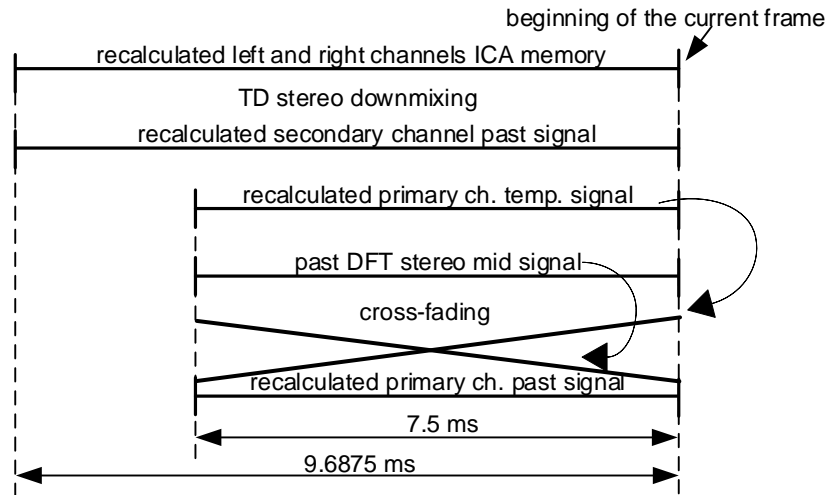 beginning of the current frame
recalculated left and right channels ICA memory
TD stereo downmixing
recalculated secondary channel past signal
recalculated primary ch. temp. signal
past DFT stereo mid signal
cross-fading
recalculated primary ch. past signal
7.5 ms
9.6875 ms